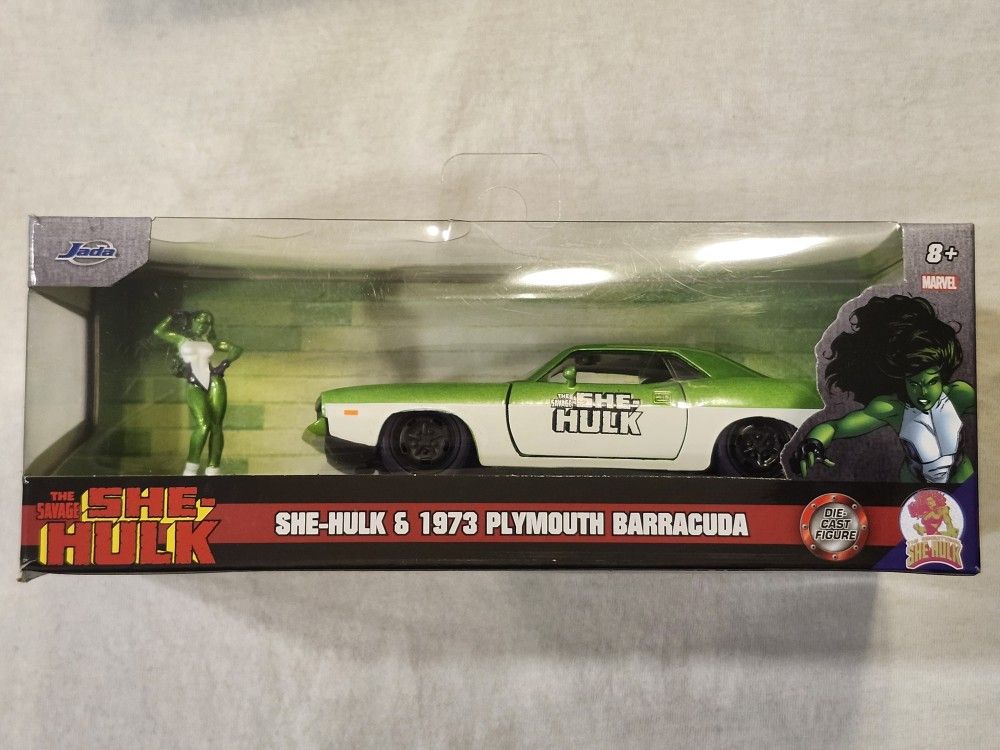 Jada
8+
MARVEL
THE
SAVAGE SHE-
HULK
THE
SAVAGE SHE-
HULK
SHE-HULK & 1973 PLYMOUTH BARRACUDA
DIE-
CAST
FIGURE
SHE-HULK